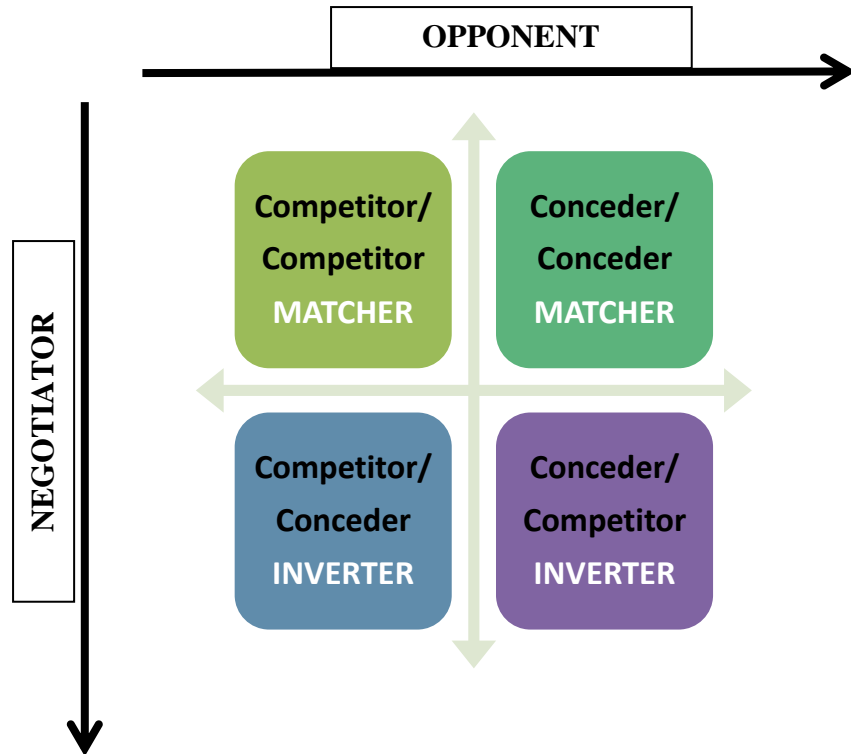 OPPONENT
NEGOTIATOR
Competitor/
Competitor
MATCHER
Conceder/
Conceder
MATCHER
Competitor/
Conceder
INVERTER
Conceder/
Competitor
INVERTER